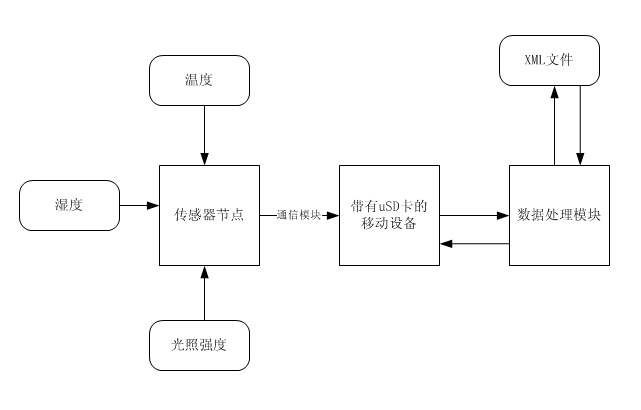 XML文件
温度
湿度
传感器节点
通信模块
带有uSD卡的
移动设备
数据处理模块
光照强度